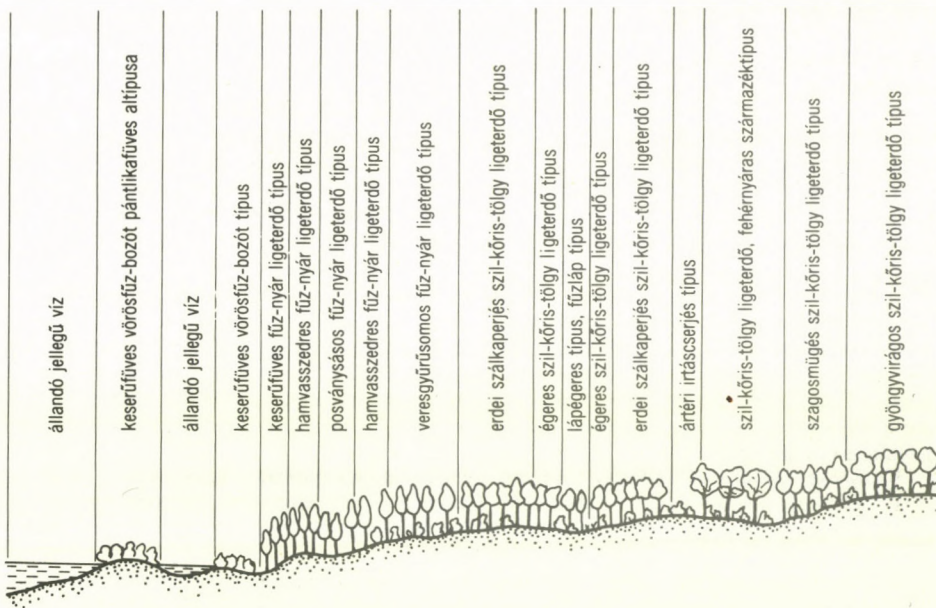 állandó jellegű víz
keserűfüves vörösfűz-bozót pántlikafüves altípusa
állandó jellegű víz
keserűfüves vörösfűz-bozót típus
keserűfüves fűz-nyár ligeterdő típus
hamvasszedres fűz-nyár ligeterdő típus
posványsásos fűz-nyár ligeterdő típus
hamvasszedres fűz-nyár ligeterdő típus
veresgyűrűsomos fűz-nyár ligeterdő típus
erdei szálkaperjés szil-kőris-tölgy ligeterdő típus
égeres szil-kőris-tölgy ligeterdő típus
lápégeres típus, fűzláp típus
égeres szil-kőris-tölgy ligeterdő típus
erdei szálkaperjés szil-kőris-tölgy ligeterdő típus
ártéri irtáscserjés típus
szil-kőris-tölgy ligeterdő, fehérnyáras származéktípus
szagosmügés szil-kőris-tölgy ligeterdő típus
gyöngyvirágos szil-kőris-tölgy ligeterdő típus